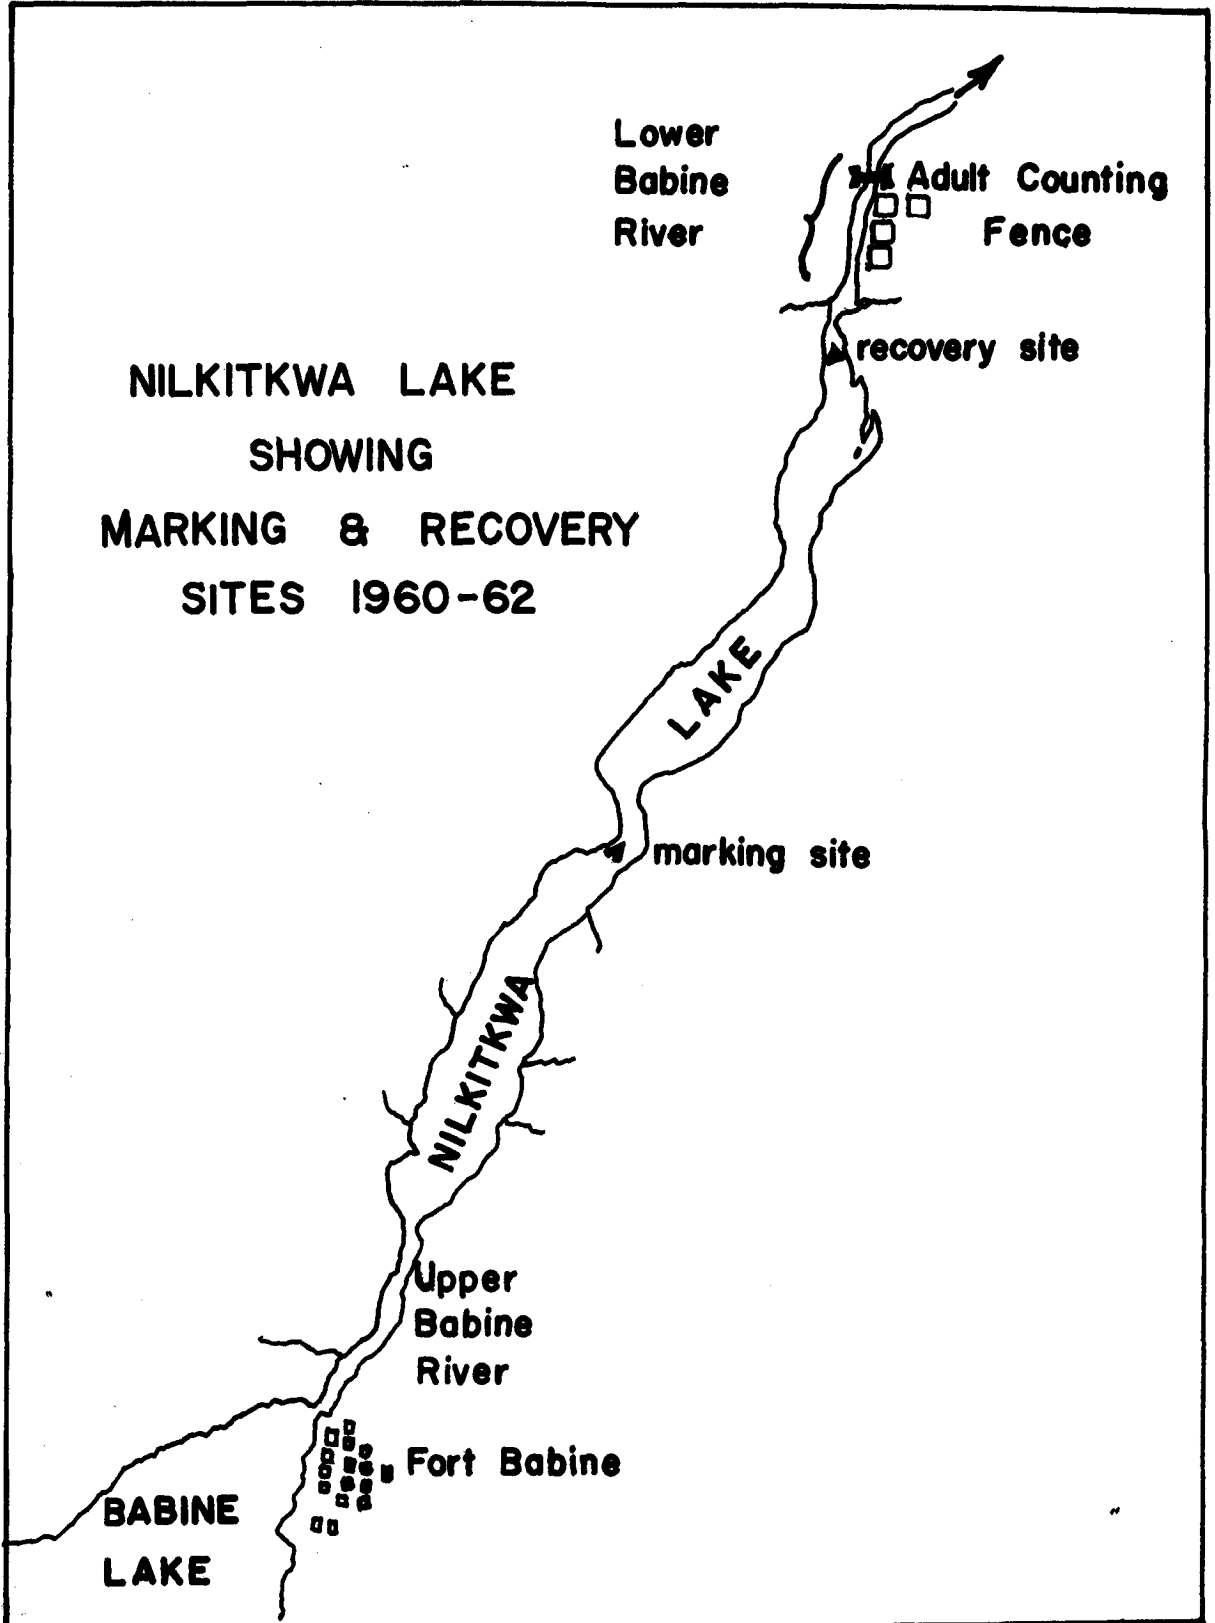 Lower
Babine
River
Adult Counting
Fence
recovery site
NILKITKWA LAKE
SHOWING
MARKING & RECOVERY
SITES 1960-62
LAKE
marking site
NILKITKWA
Upper
Babine
River
Fort Babine
BABINE
LAKE